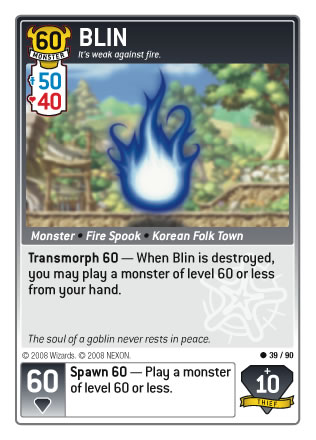 60
MONSTER
BLIN
It's weak against fire.
50
40
Monster • Fire Spook • Korean Folk Town
Transmorph 60 — When Blin is destroyed,
you may play a monster of level 60 or less
from your hand.
The soul of a goblin never rests in peace.
© 2008 Wizards. © 2008 NEXON.
● 39 / 90
60
Spawn 60 — Play a monster
of level 60 or less.
+
10
THIEF